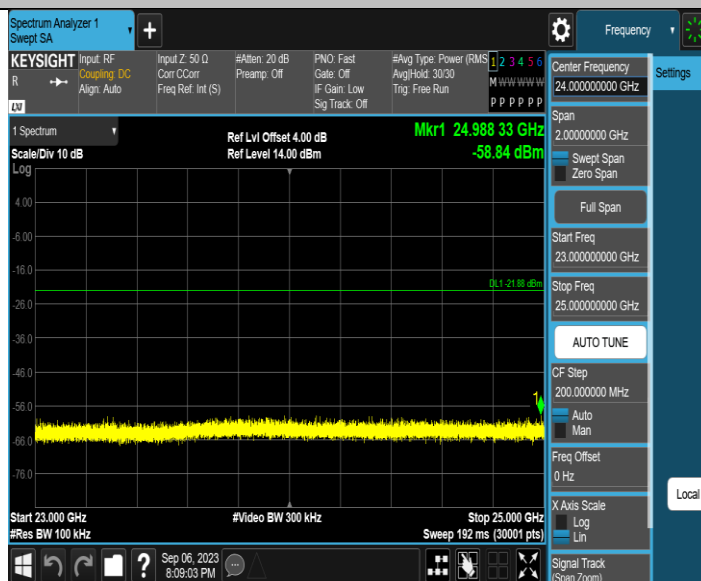 Spectrum Analyzer 1
Swept SA
Frequency
KEYSIGHT
R
LXI
Input: RF
Coupling: DC
Align: Auto
Input Z: 50 Ω
Corr CCorr
Freq Ref: Int (S)
#Atten: 20 dB
Preamp: Off
PNO: Fast
Gate: Off
IF Gain: Low
Sig Track: Off
#Avg Type: Power (RMS
Avg|Hold: 30/30
Trig: Free Run
1 2 3 4 5 6
M W W W W W
P P P P P P
1 Spectrum
Scale/Div 10 dB
Ref Lvl Offset 4.00 dB
Ref Level 14.00 dBm
Mkr1 24.988 33 GHz
-58.84 dBm
Log
4.00
-6.00
-16.0
DL1 -21.88 dBm
-26.0
-36.0
-46.0
1
-56.0
-66.0
-76.0
Start 23.000 GHz
#Res BW 100 kHz
#Video BW 300 kHz
Stop 25.000 GHz
Sweep 192 ms (30001 pts)
? Sep 06, 2023
8:09:03 PM
Center Frequency
24.000000000 GHz
Settings
Span
2.00000000 GHz
Swept Span
Zero Span
Full Span
Start Freq
23.000000000 GHz
Stop Freq
25.000000000 GHz
AUTO TUNE
CF Step
200.000000 MHz
Auto
Man
Freq Offset
0 Hz
Local
X Axis Scale
Log
Lin
Signal Track
(Span Zoom)